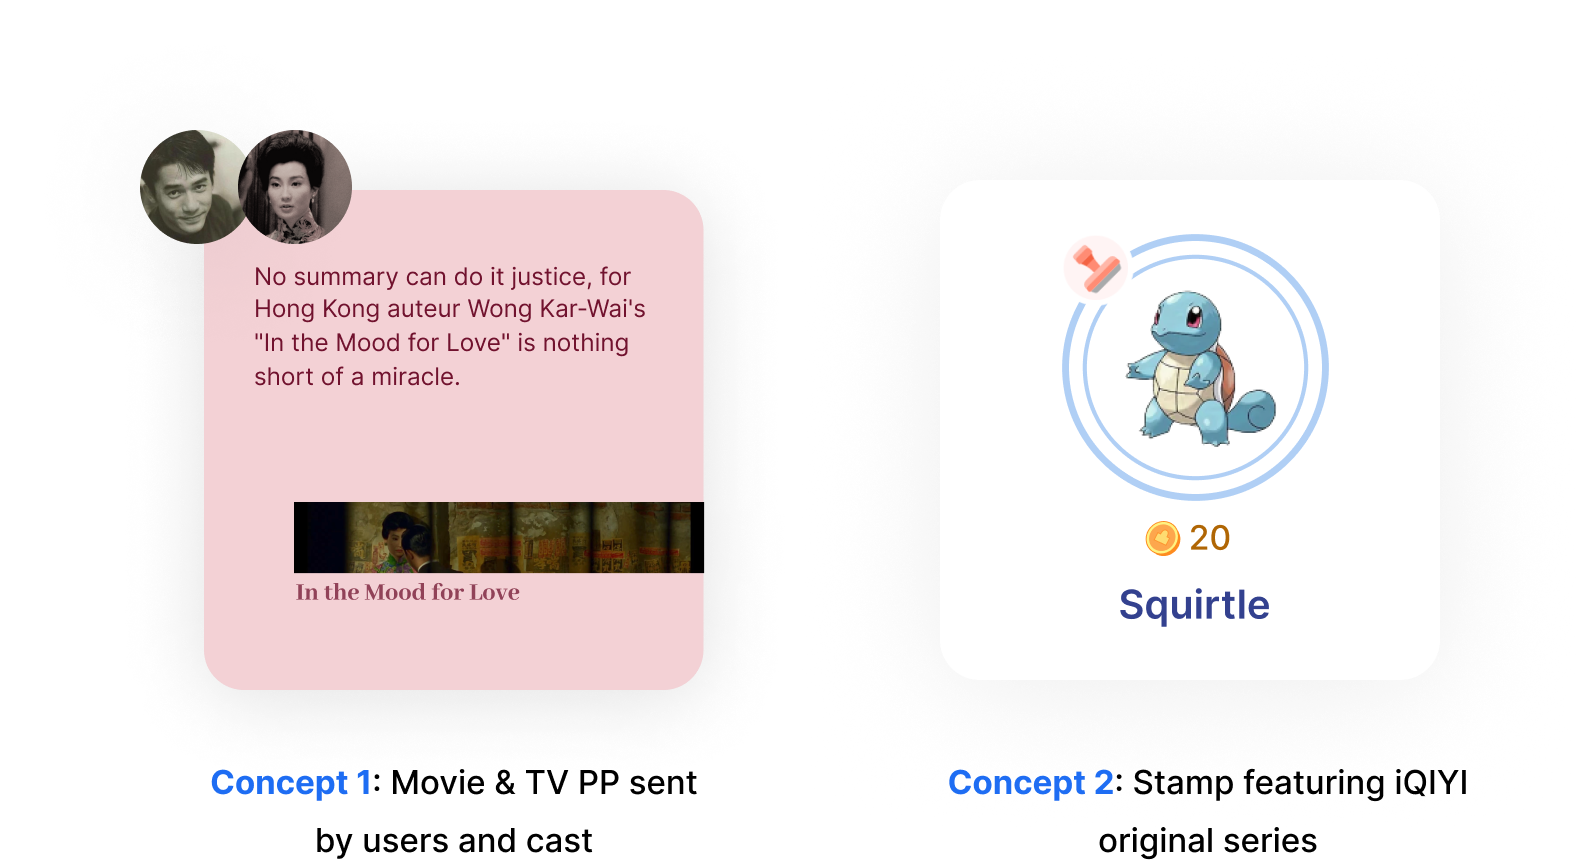 No summary can do it justice, for
Hong Kong auteur Wong Kar-Wai's
"In the Mood for Love" is nothing
short of a miracle.
In the Mood for Love
Concept 1: Movie & TV PP sent
by users and cast
20
Squirtle
Concept 2: Stamp featuring iQIYI
original series